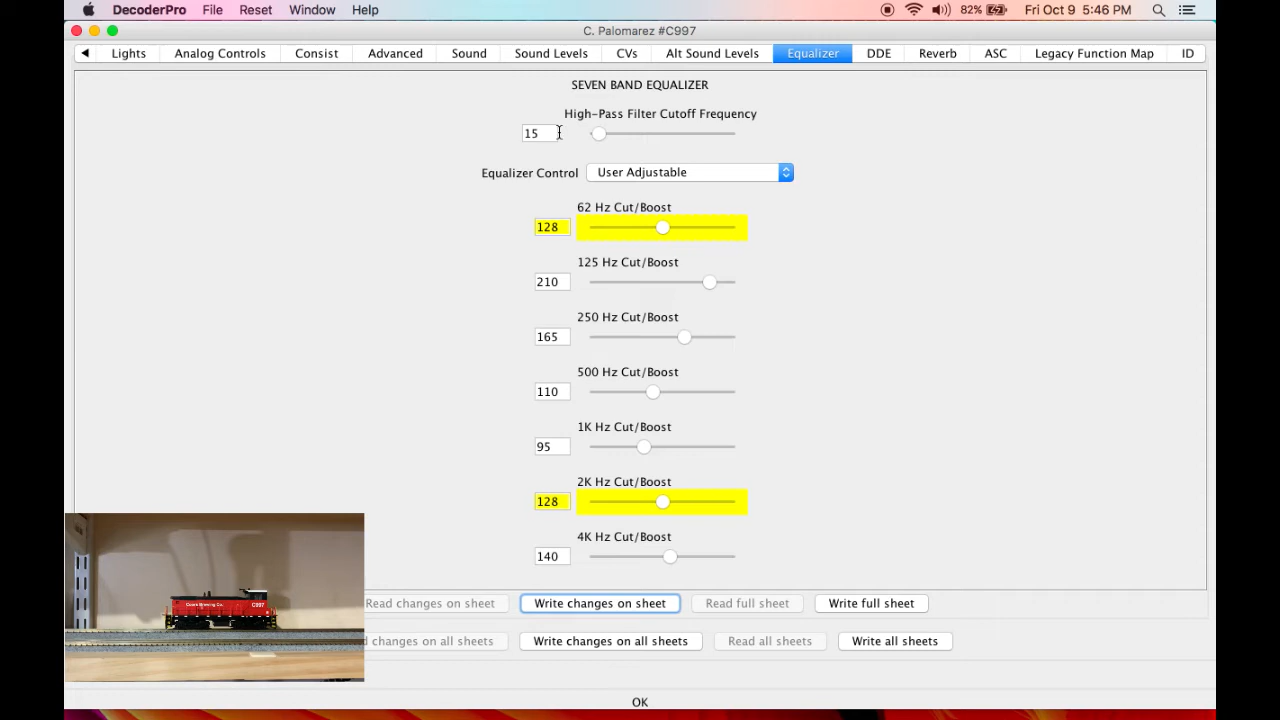 DecoderPro File Reset Window Help 82% Fri Oct 9 5:46 PM
C. Palomarez #C997
Lights Analog Controls Consist Advanced Sound Sound Levels CVs Alt Sound Levels Equalizer DDE Reverb ASC Legacy Function Map ID
SEVEN BAND EQUALIZER
High-Pass Filter Cutoff Frequency
15
Equalizer Control User Adjustable
62 Hz Cut/Boost
128
125 Hz Cut/Boost
210
250 Hz Cut/Boost
165
500 Hz Cut/Boost
110
1K Hz Cut/Boost
95
2K Hz Cut/Boost
128
4K Hz Cut/Boost
140
Read changes on sheet Write changes on sheet Read full sheet Write full sheet
d changes on all sheets Write changes on all sheets Read all sheets Write all sheets
Coors Brewing Co. C997
OK